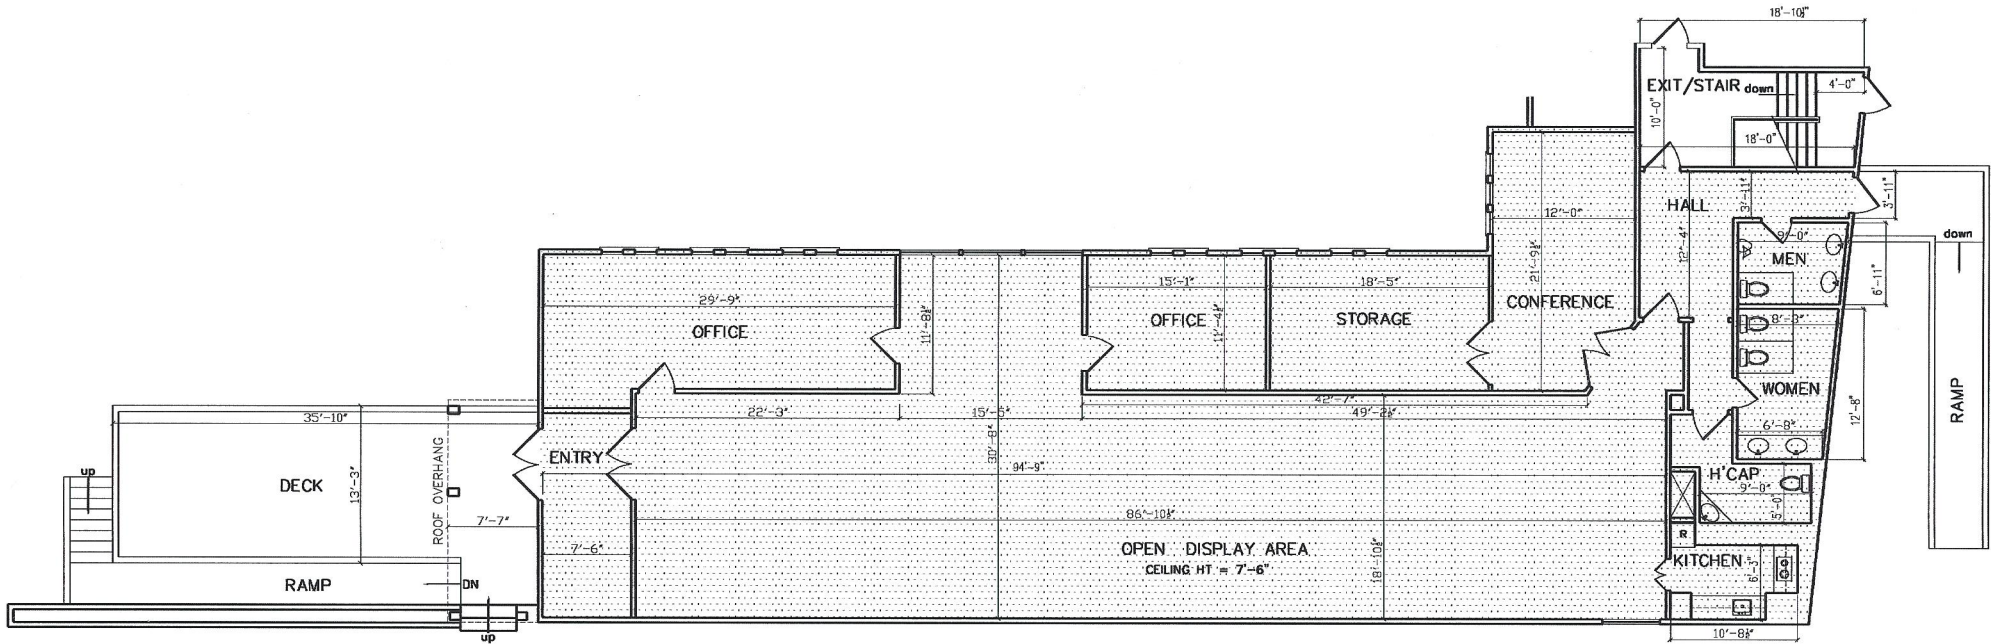 18'-10½"
EXIT/STAIR
down
4'-0"
10'-0"
18'-0"
HALL
3'-11"
3'-11"
12'-0"
12'-4"
9'-0"
MEN
6'-11"
down
29'-9"
OFFICE
11'-8½"
15'-1"
OFFICE
11'-4½"
18'-5"
STORAGE
21'-9½"
CONFERENCE
8'-3"
WOMEN
12'-8"
6'-8½"
RAMP
35'-10"
22'-3"
15'-5"
42'-7"
49'-2½"
30'-8"
ENTRY
94'-9"
up
DECK
13'-3"
ROOF OVERHANG
7'-7"
86'-10½"
H'CAP
9'-0"
5'-0"
R
7'-6"
OPEN DISPLAY AREA
CEILING HT = 7'-6"
18'-10½"
KITCHEN
6'-3"
RAMP
DN
up
10'-8½"